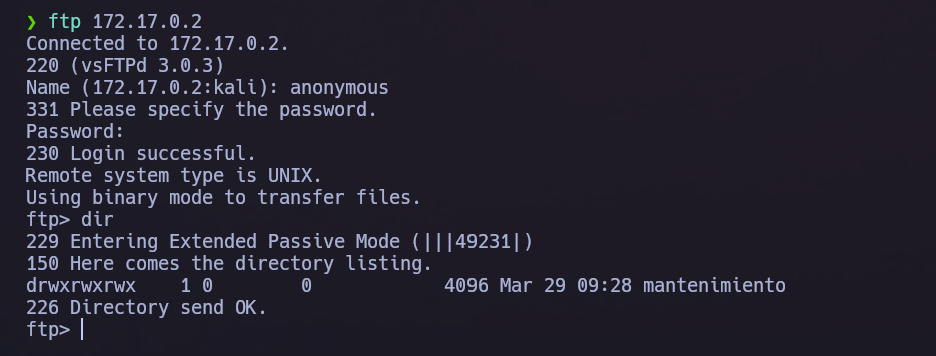 ❯ ftp 172.17.0.2
Connected to 172.17.0.2.
220 (vsFTPd 3.0.3)
Name (172.17.0.2:kali): anonymous
331 Please specify the password.
Password:
230 Login successful.
Remote system type is UNIX.
Using binary mode to transfer files.
ftp> dir
229 Entering Extended Passive Mode (|||49231|)
150 Here comes the directory listing.
drwxrwxrwx    1 0        0            4096 Mar 29 09:28 mantenimiento
226 Directory send OK.
ftp>